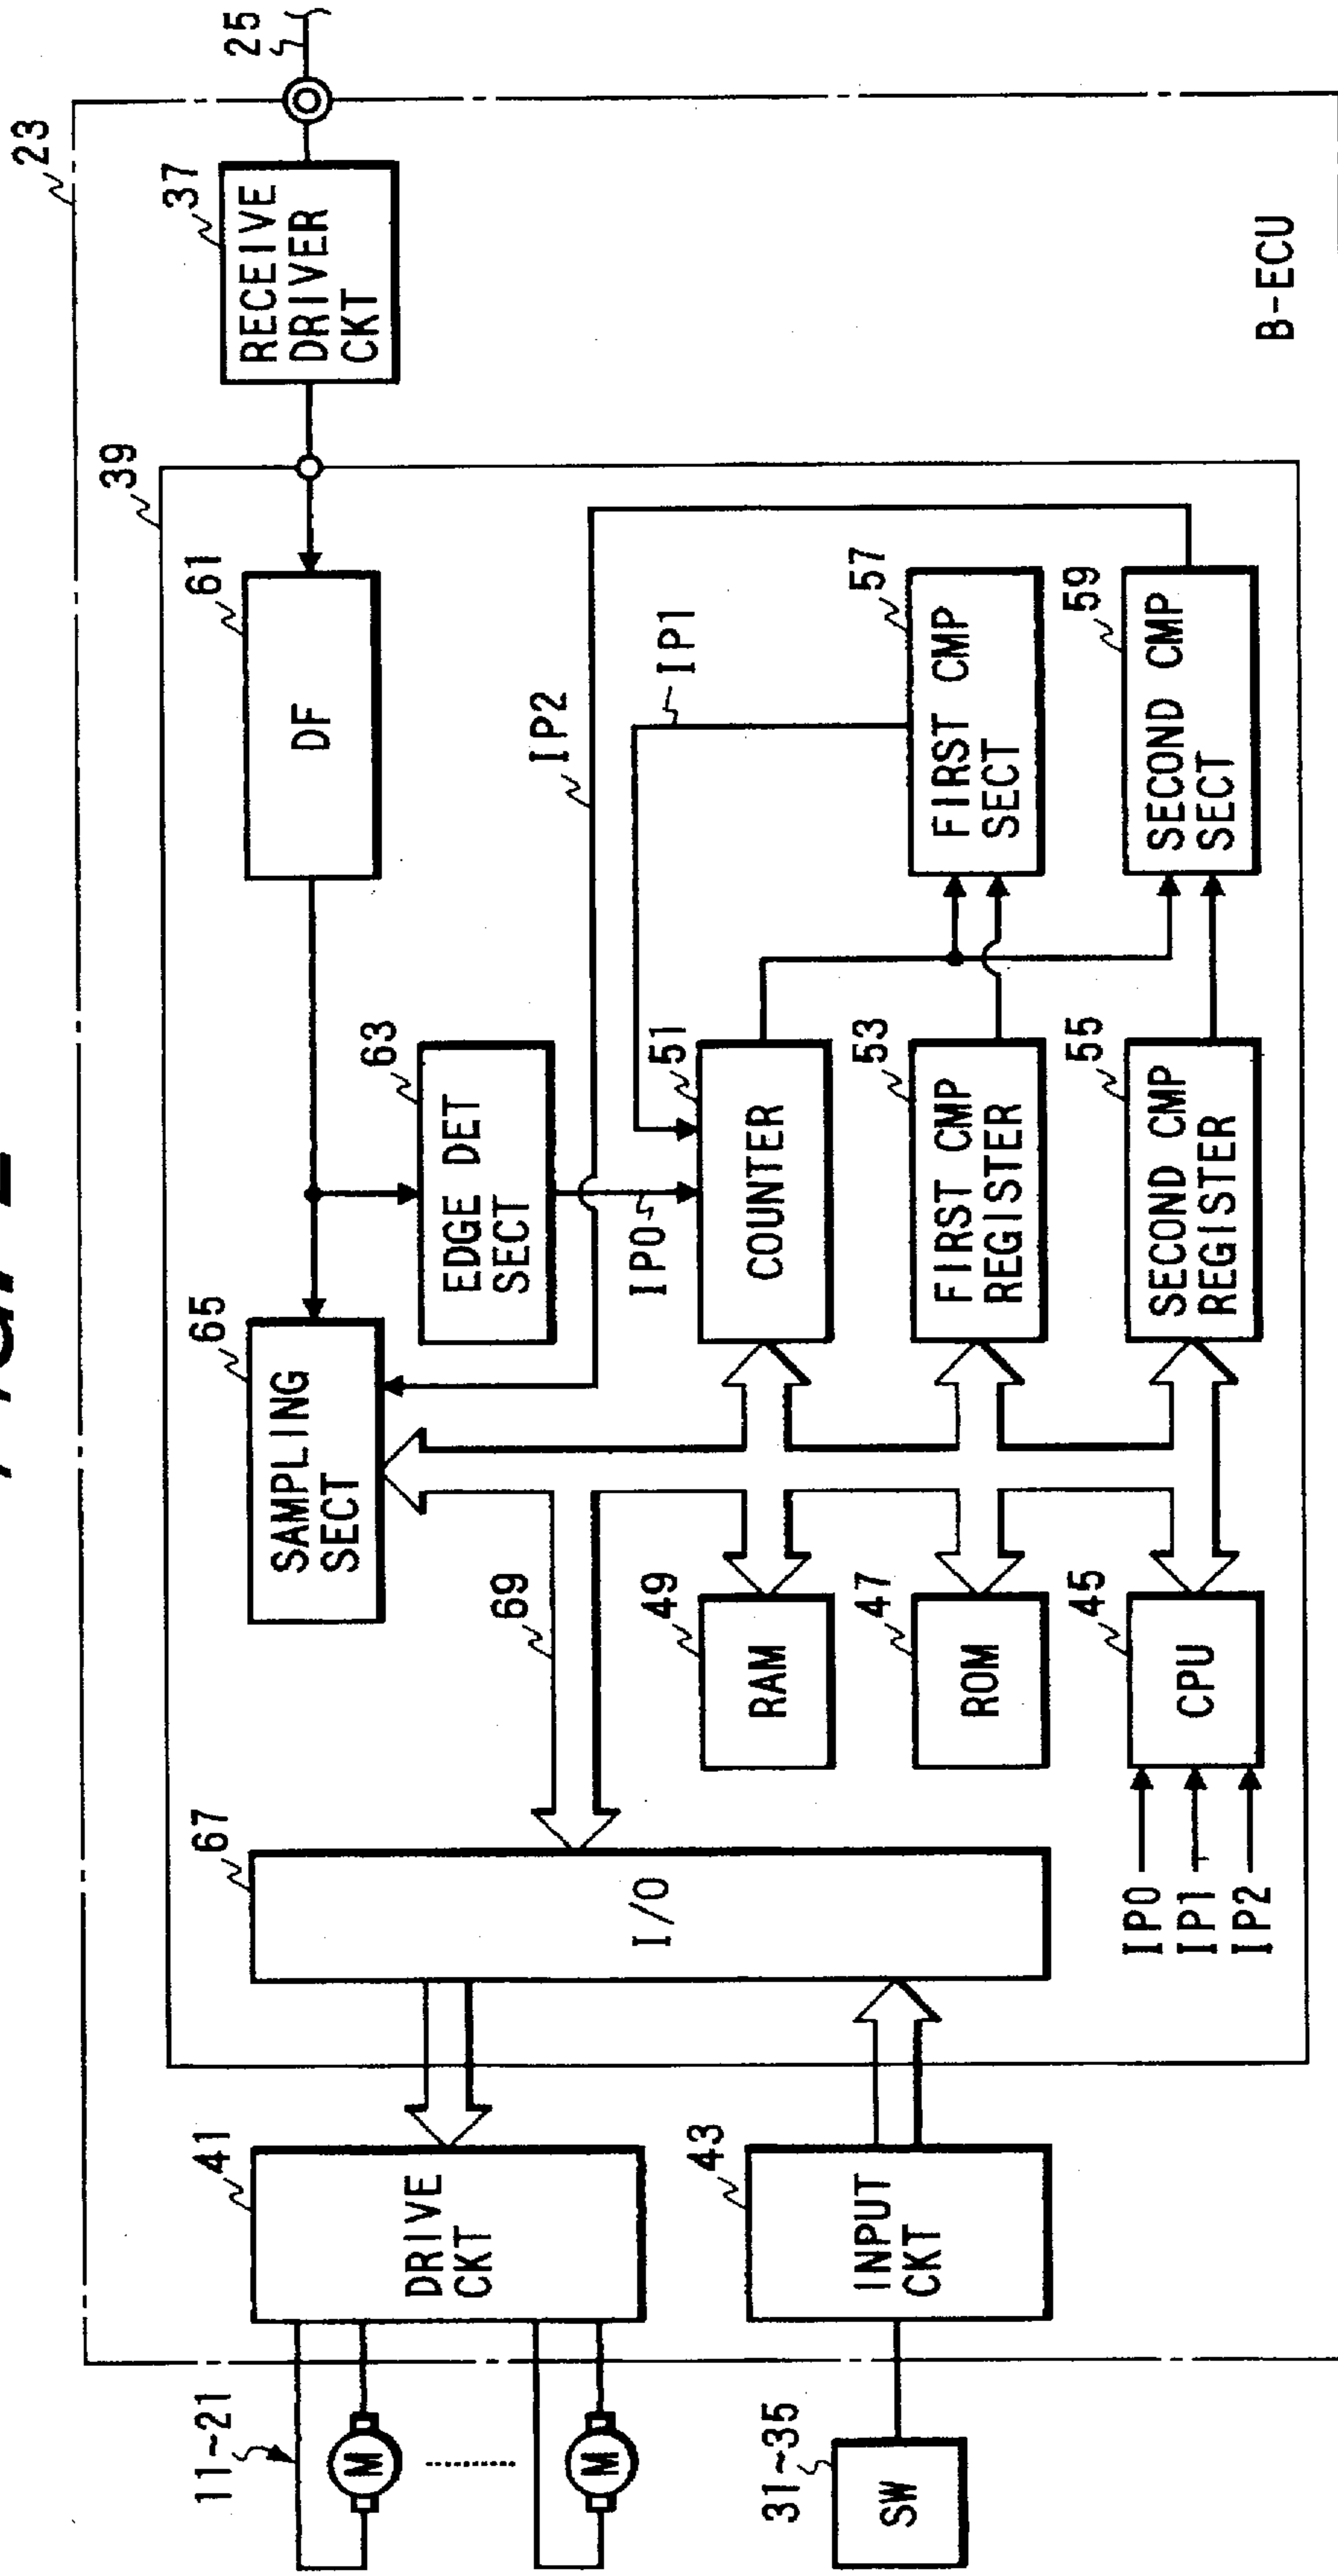 23
25
37
RECEIVE
DRIVER
CKT
39
61
DF
63
EDGE DET
SECT
65
SAMPLING
SECT
IP2
IP1
IP0
51
COUNTER
53
FIRST CMP
REGISTER
55
SECOND CMP
REGISTER
57
FIRST CMP
SECT
59
SECOND CMP
SECT
69
49
RAM
47
ROM
45
CPU
IP0
IP1
IP2
67
I/O
41
DRIVE
CKT
43
INPUT
CKT
11~21
M
M
31~35
SW
B-ECU